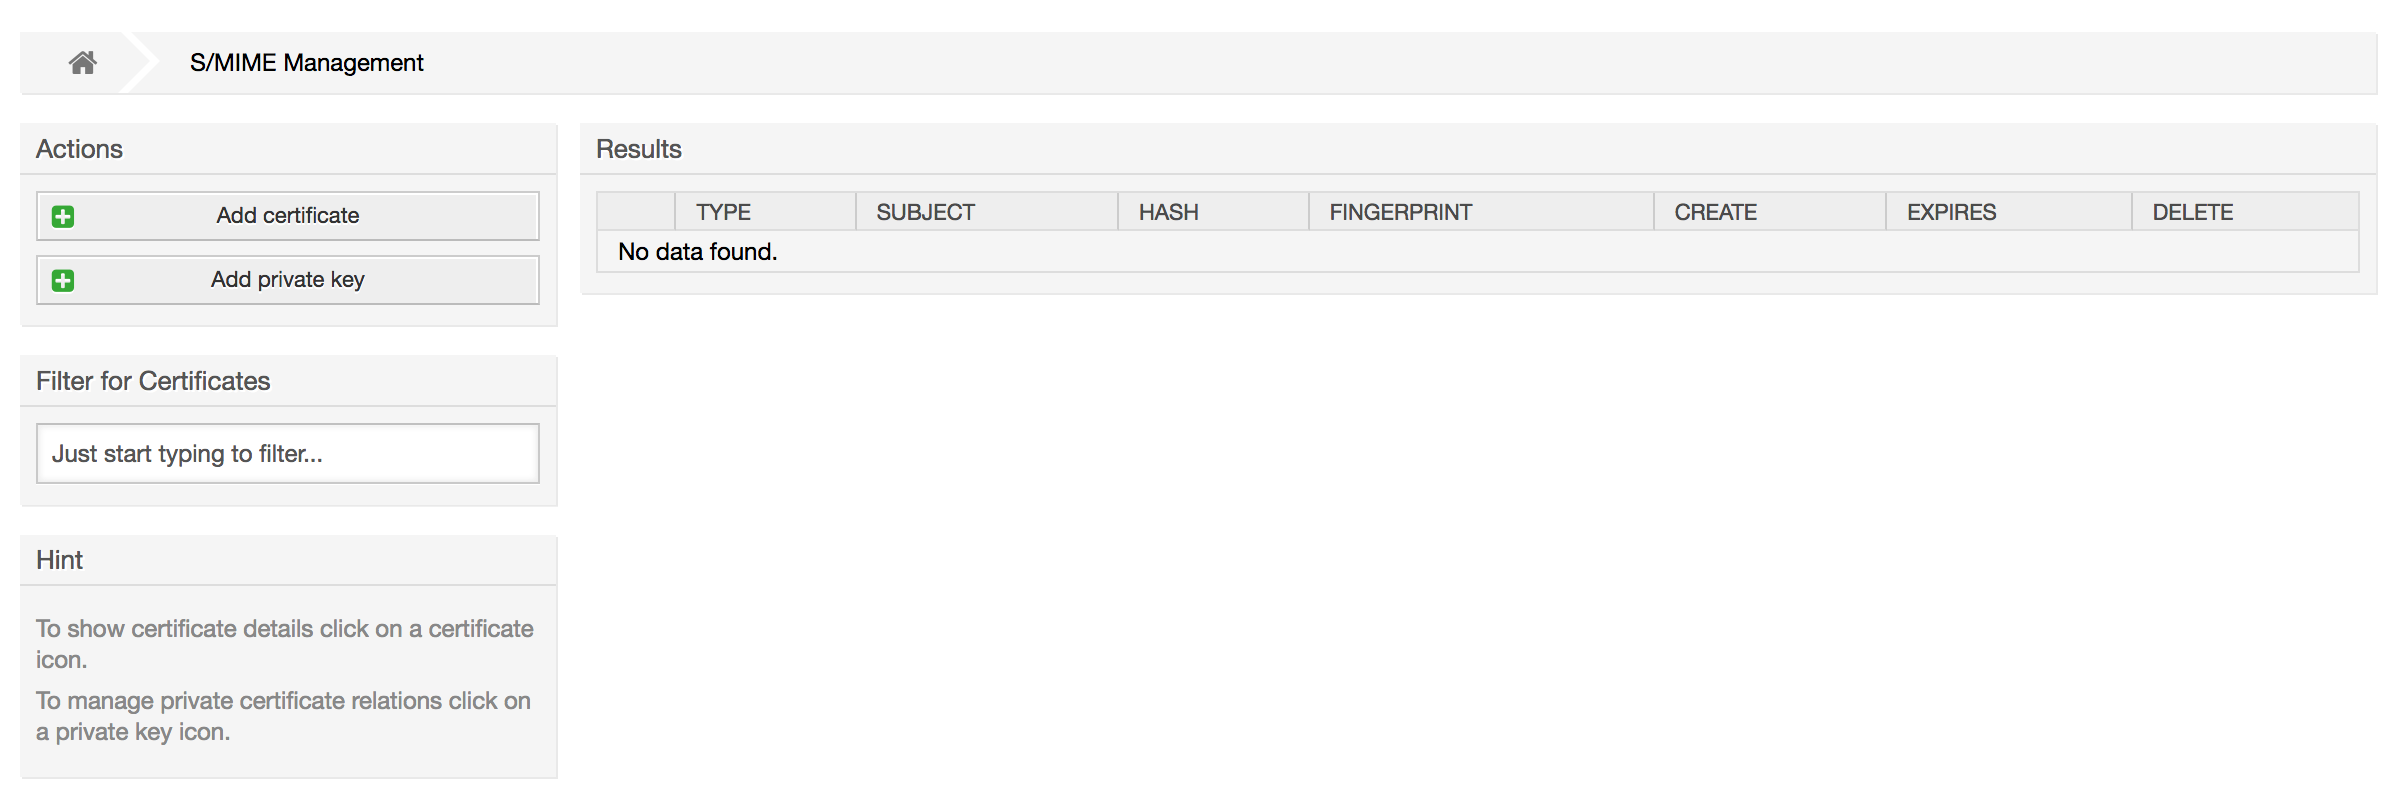 S/MIME Management
Actions
Add certificate
Add private key
Filter for Certificates
Just start typing to filter...
Hint
To show certificate details click on a certificate
icon.
To manage private certificate relations click on
a private key icon.
Results
TYPE SUBJECT HASH FINGERPRINT CREATE EXPIRES DELETE
No data found.